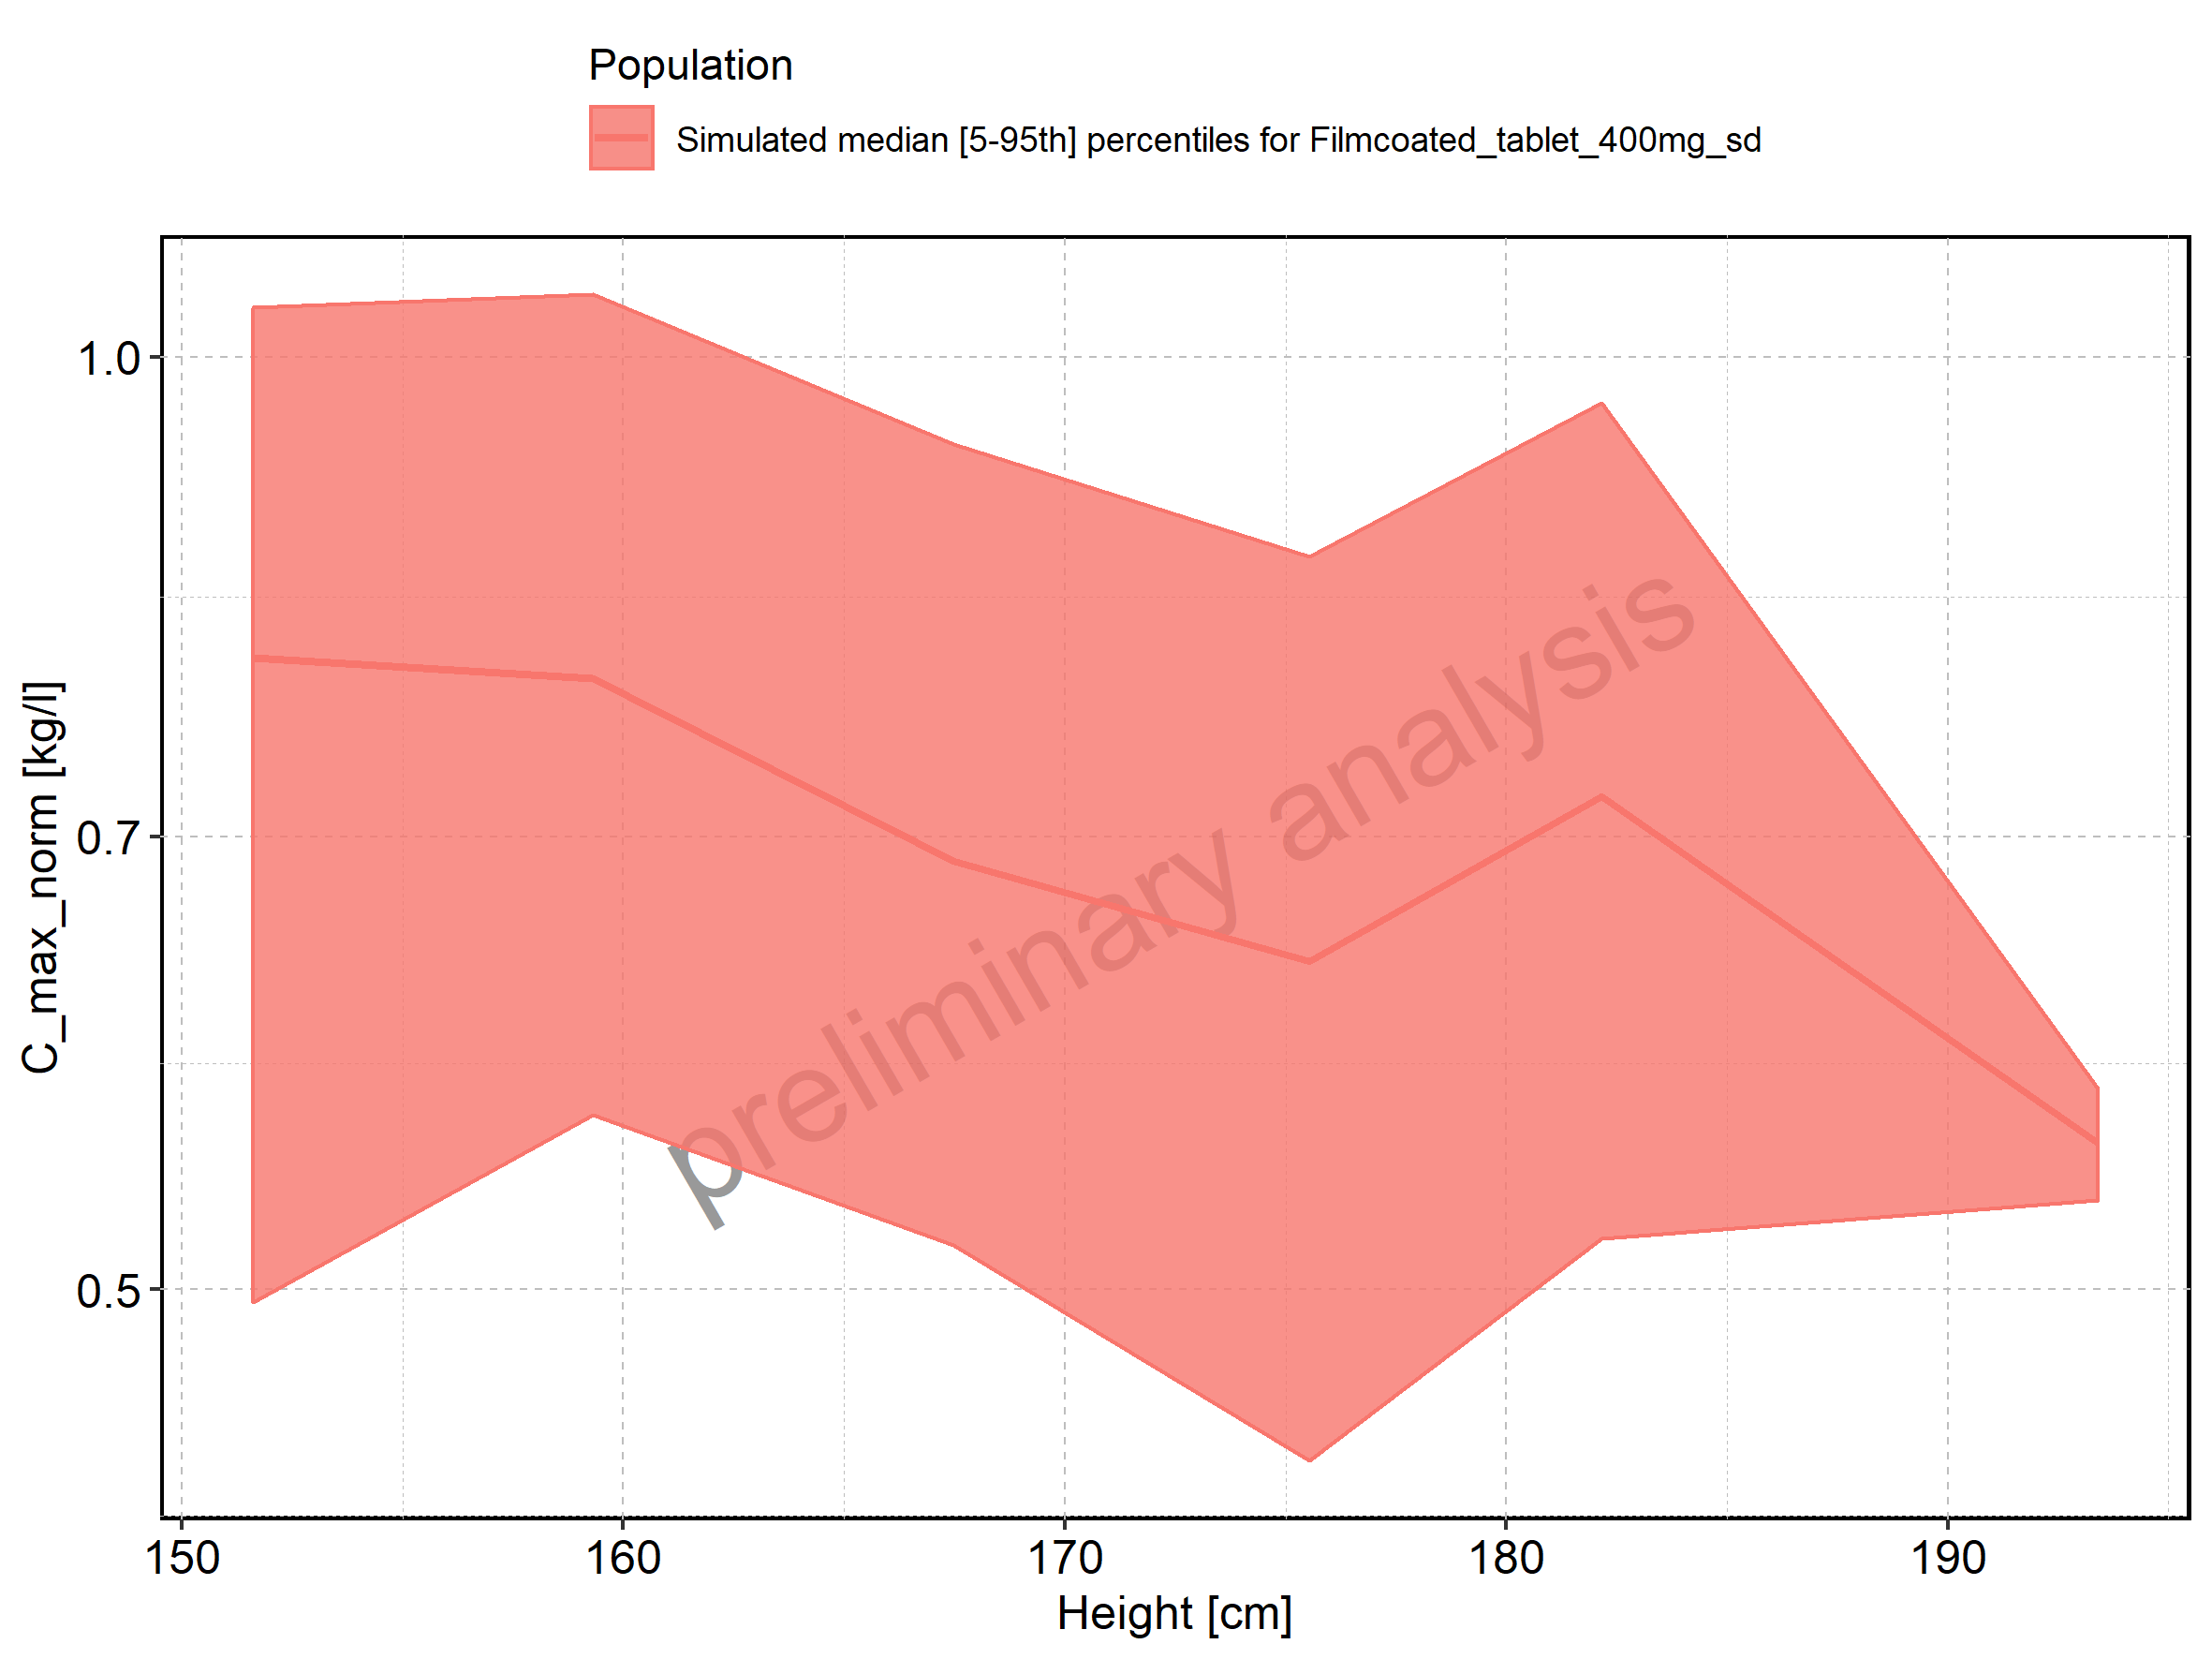 Population
Simulated median [5-95th] percentiles for Filmcoated_tablet_400mg_sd
1.0
0.7
0.5
C_max_norm [kg/l]
preliminary analysis
150 160 170 180 190
Height [cm]